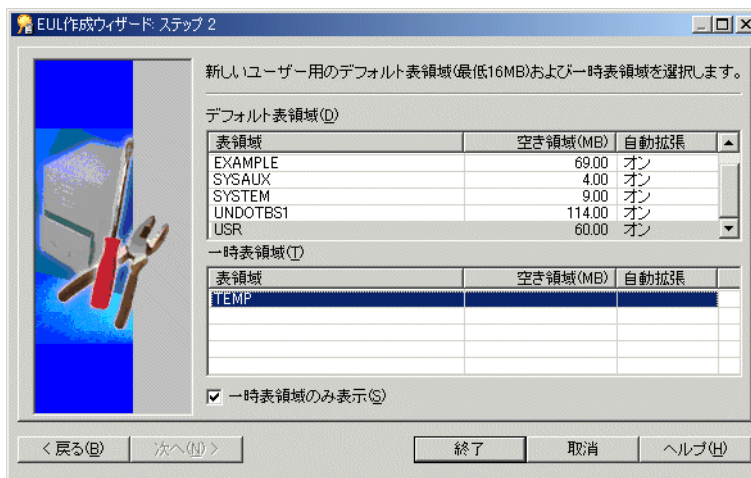 EUL作成ウィザード: ステップ 2
新しいユーザー用のデフォルト表領域(最低16MB)および一時表領域を選択します。
デフォルト表領域(D)
表領域 空き領域(MB) 自動拡張
EXAMPLE 69.00 オン
SYSAUX 4.00 オン
SYSTEM 9.00 オン
UNDOTBS1 114.00 オン
USR 60.00 オン
一時表領域(T)
表領域 空き領域(MB) 自動拡張
TEMP
一時表領域のみ表示(S)
< 戻る(B) 次へ(N) > 終了 取消 ヘルプ(H)